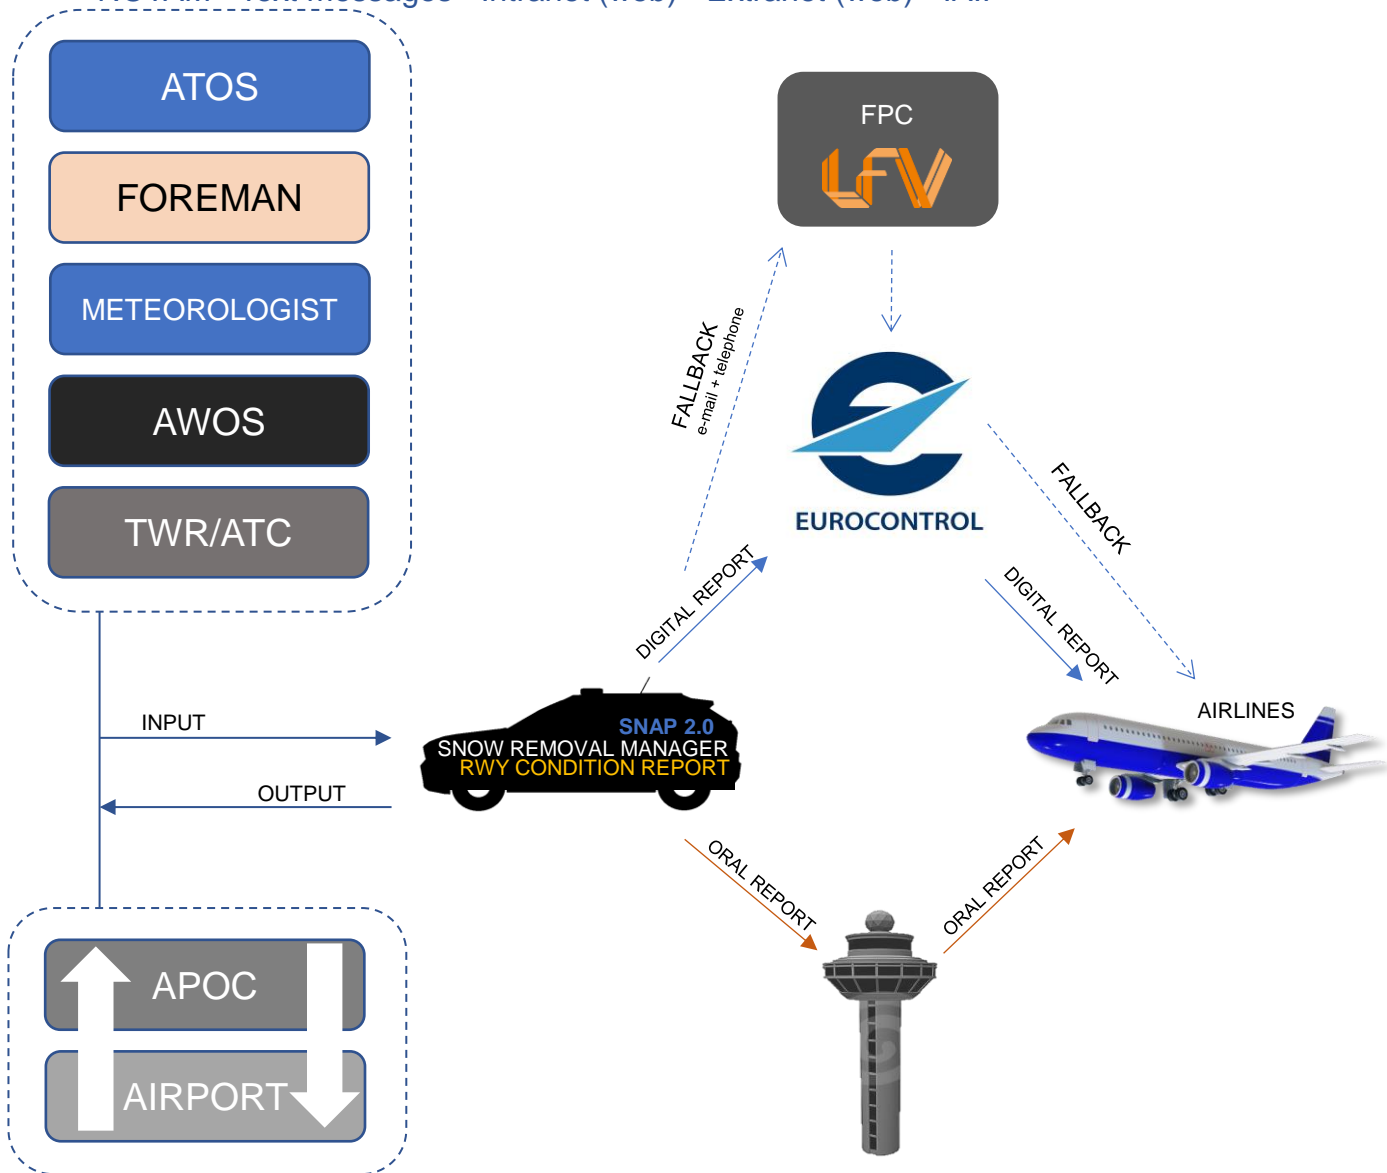 ATOS
FOREMAN
METEOROLOGIST
AWOS
TWR/ATC
FPC
LFV
FALLBACK
e-mail + telephone
EUROCONTROL
FALLBACK
DIGITAL REPORT
DIGITAL REPORT
AIRLINES
INPUT
SNAP 2.0
SNOW REMOVAL MANAGER
RWY CONDITION REPORT
OUTPUT
ORAL REPORT
ORAL REPORT
APOC
AIRPORT